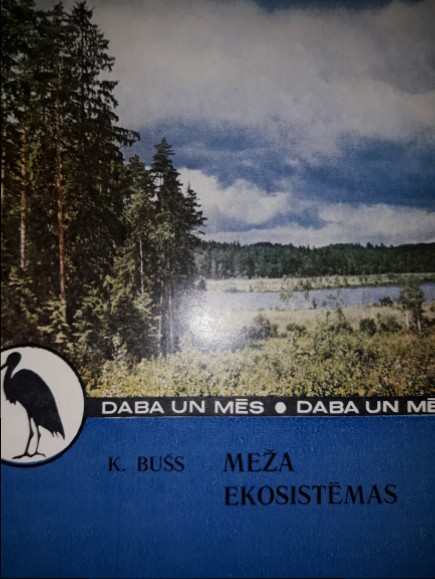 DABA UN MĒS ● DABA UN MĒ
K. BUŠS MEŽA
EKOSISTĒMAS